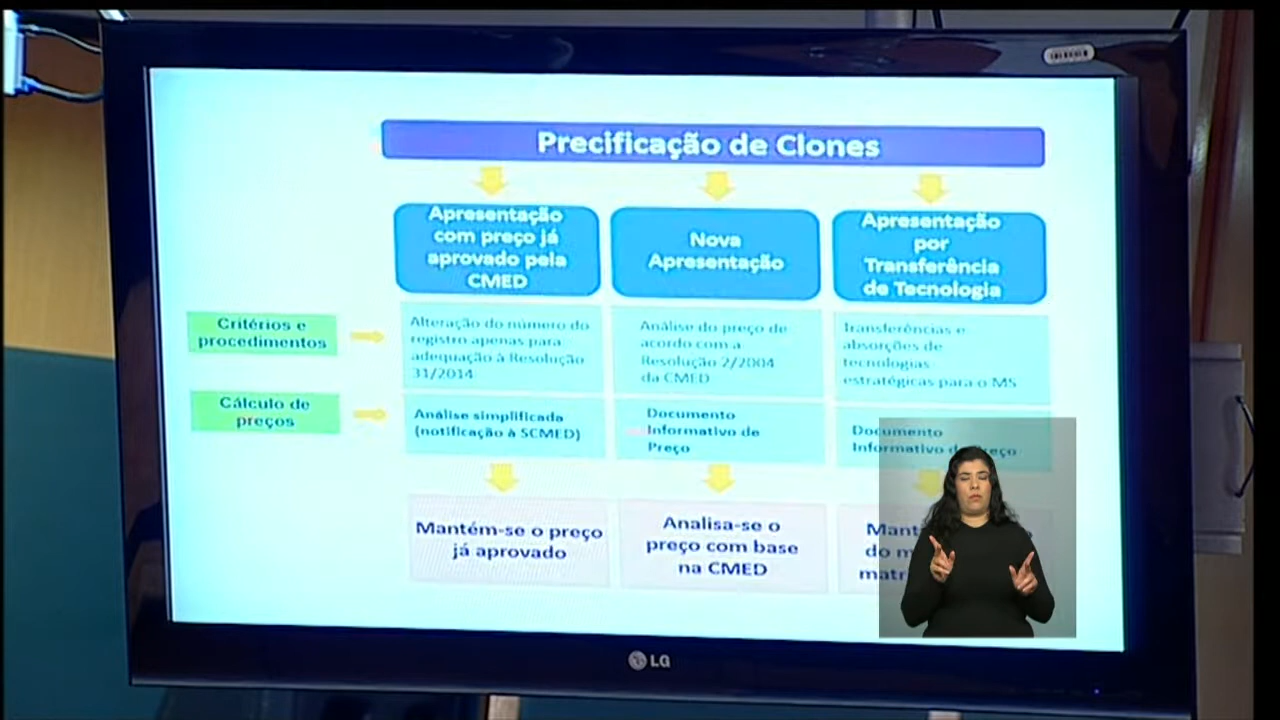 Precificação de Clones
Apresentação
com preço já
aprovado pela
CMED
Nova
Apresentação
Apresentação
por
Transferência
de Tecnologia
Critérios e
procedimentos
Alteração do número do
registro apenas para
adequação à Resolução
31/2014
Análise do preço de
acordo com a
Resolução 2/2004
da CMED
Transferências e
absorções de
tecnologias
estratégicas para o MS
Cálculo de
preços
Análise simplificada
(notificação à SCMED)
Documento
Informativo de
Preço
Documento
Informativo de Preço
Mantém-se o preço
já aprovado
Analisa-se o
preço com base
na CMED
do
LG